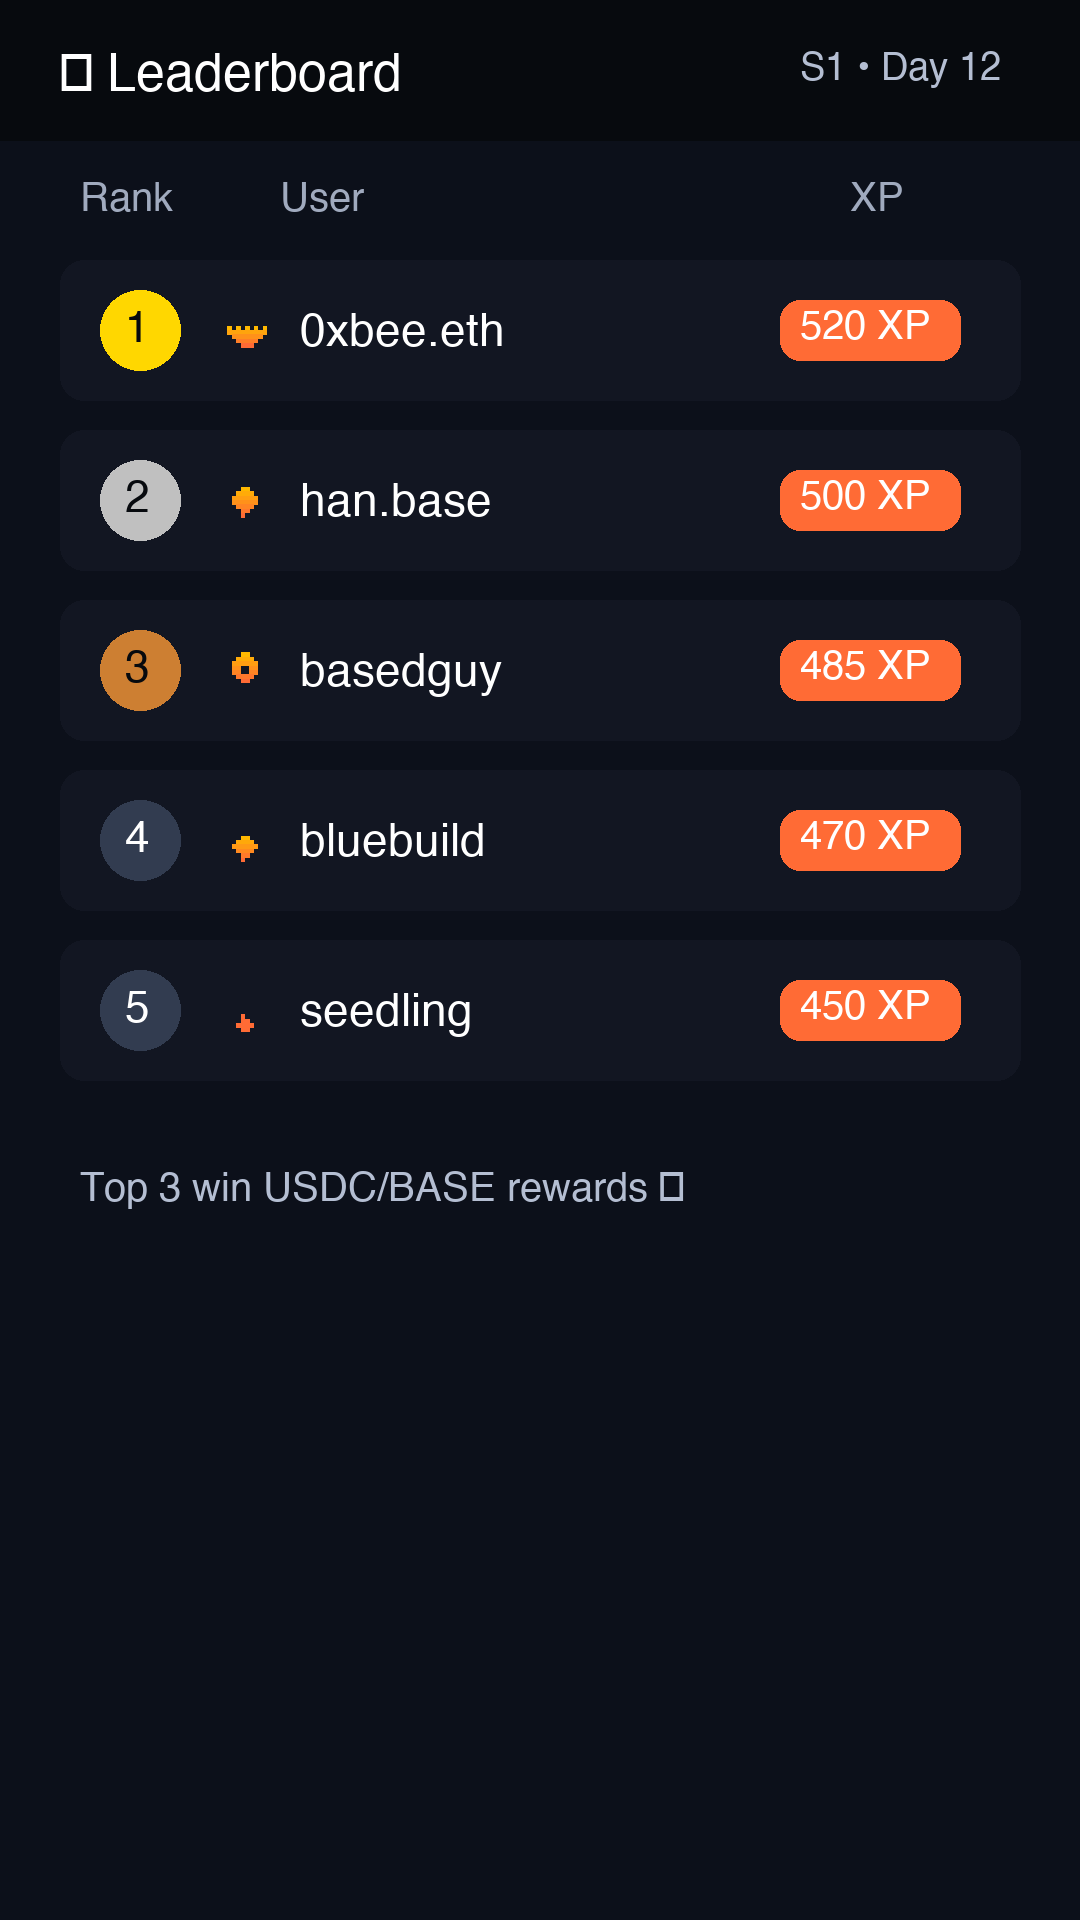 Leaderboard
S1 • Day 12
Rank User XP
1 0xbee.eth 520 XP
2 han.base 500 XP
3 basedguy 485 XP
4 bluebuild 470 XP
5 seedling 450 XP
Top 3 win USDC/BASE rewards